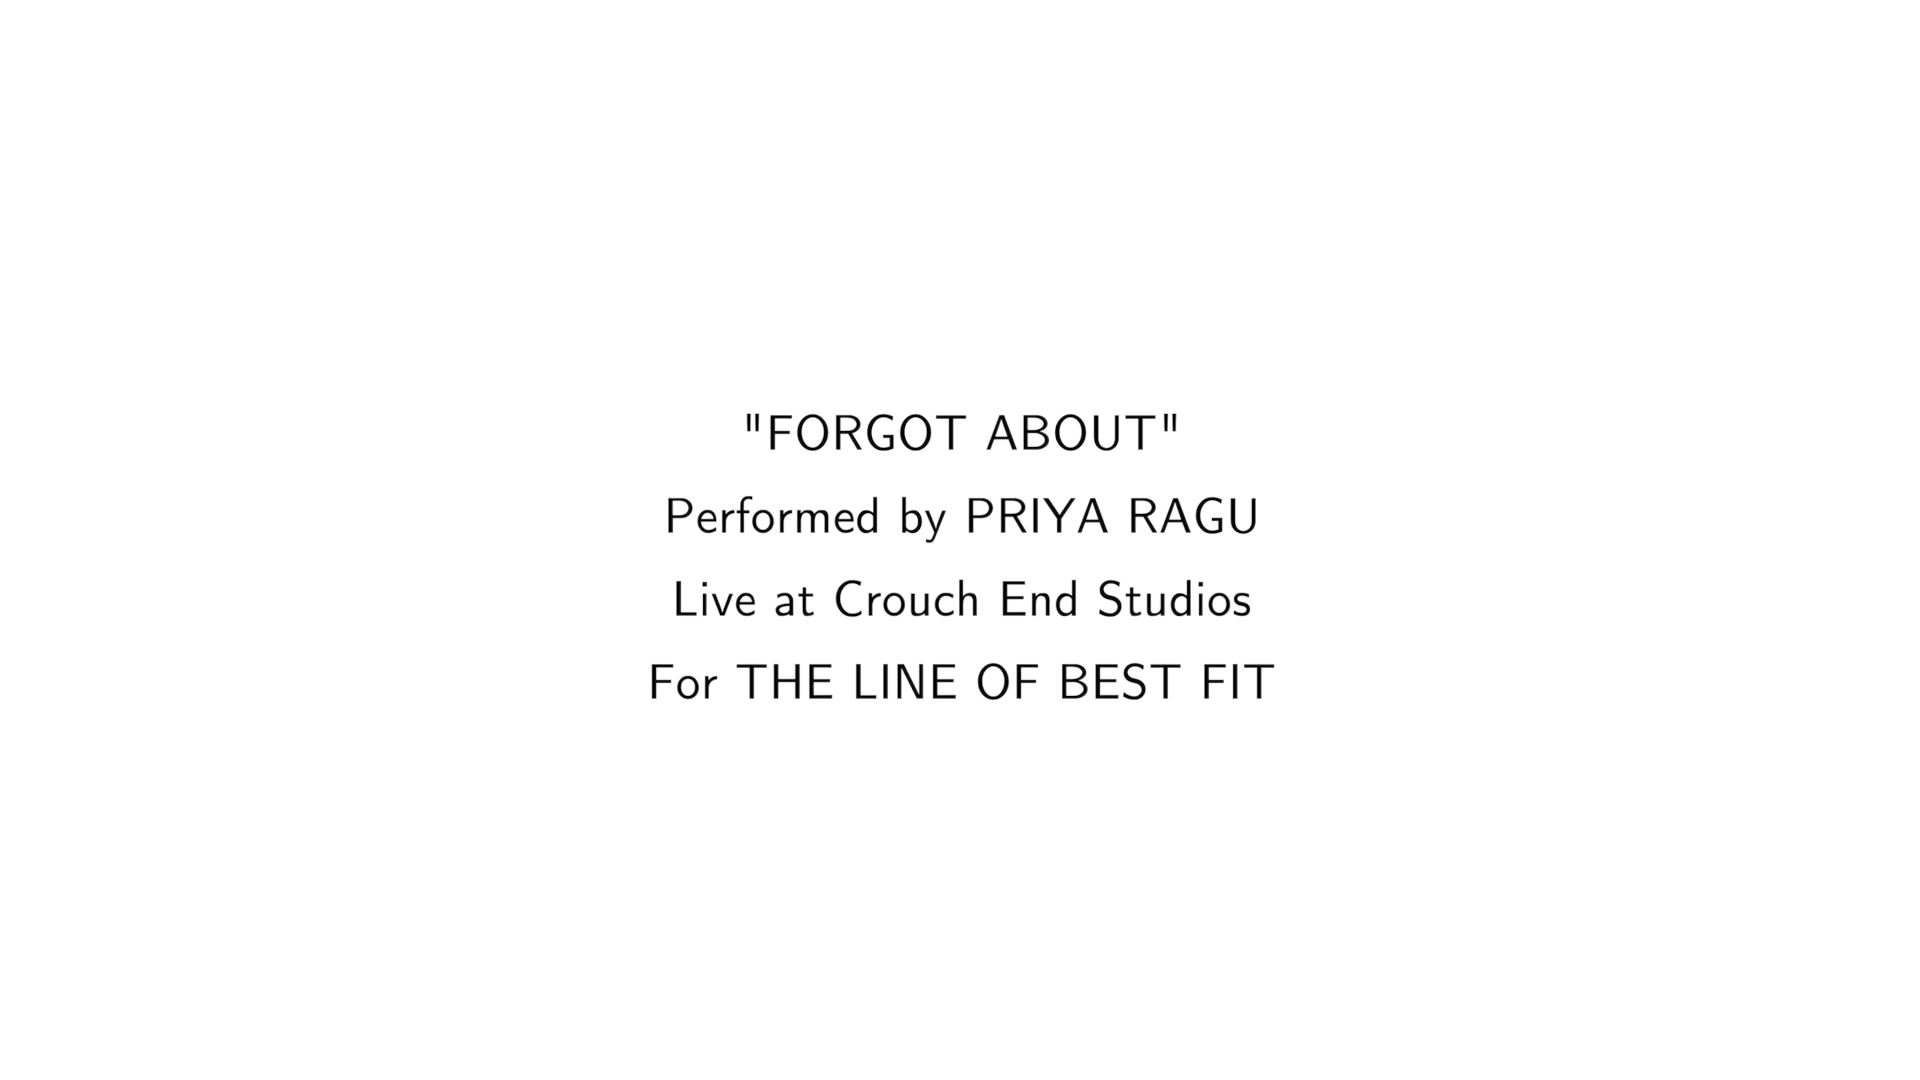 "FORGOT ABOUT"
Performed by PRIYA RAGU
Live at Crouch End Studios
For THE LINE OF BEST FIT